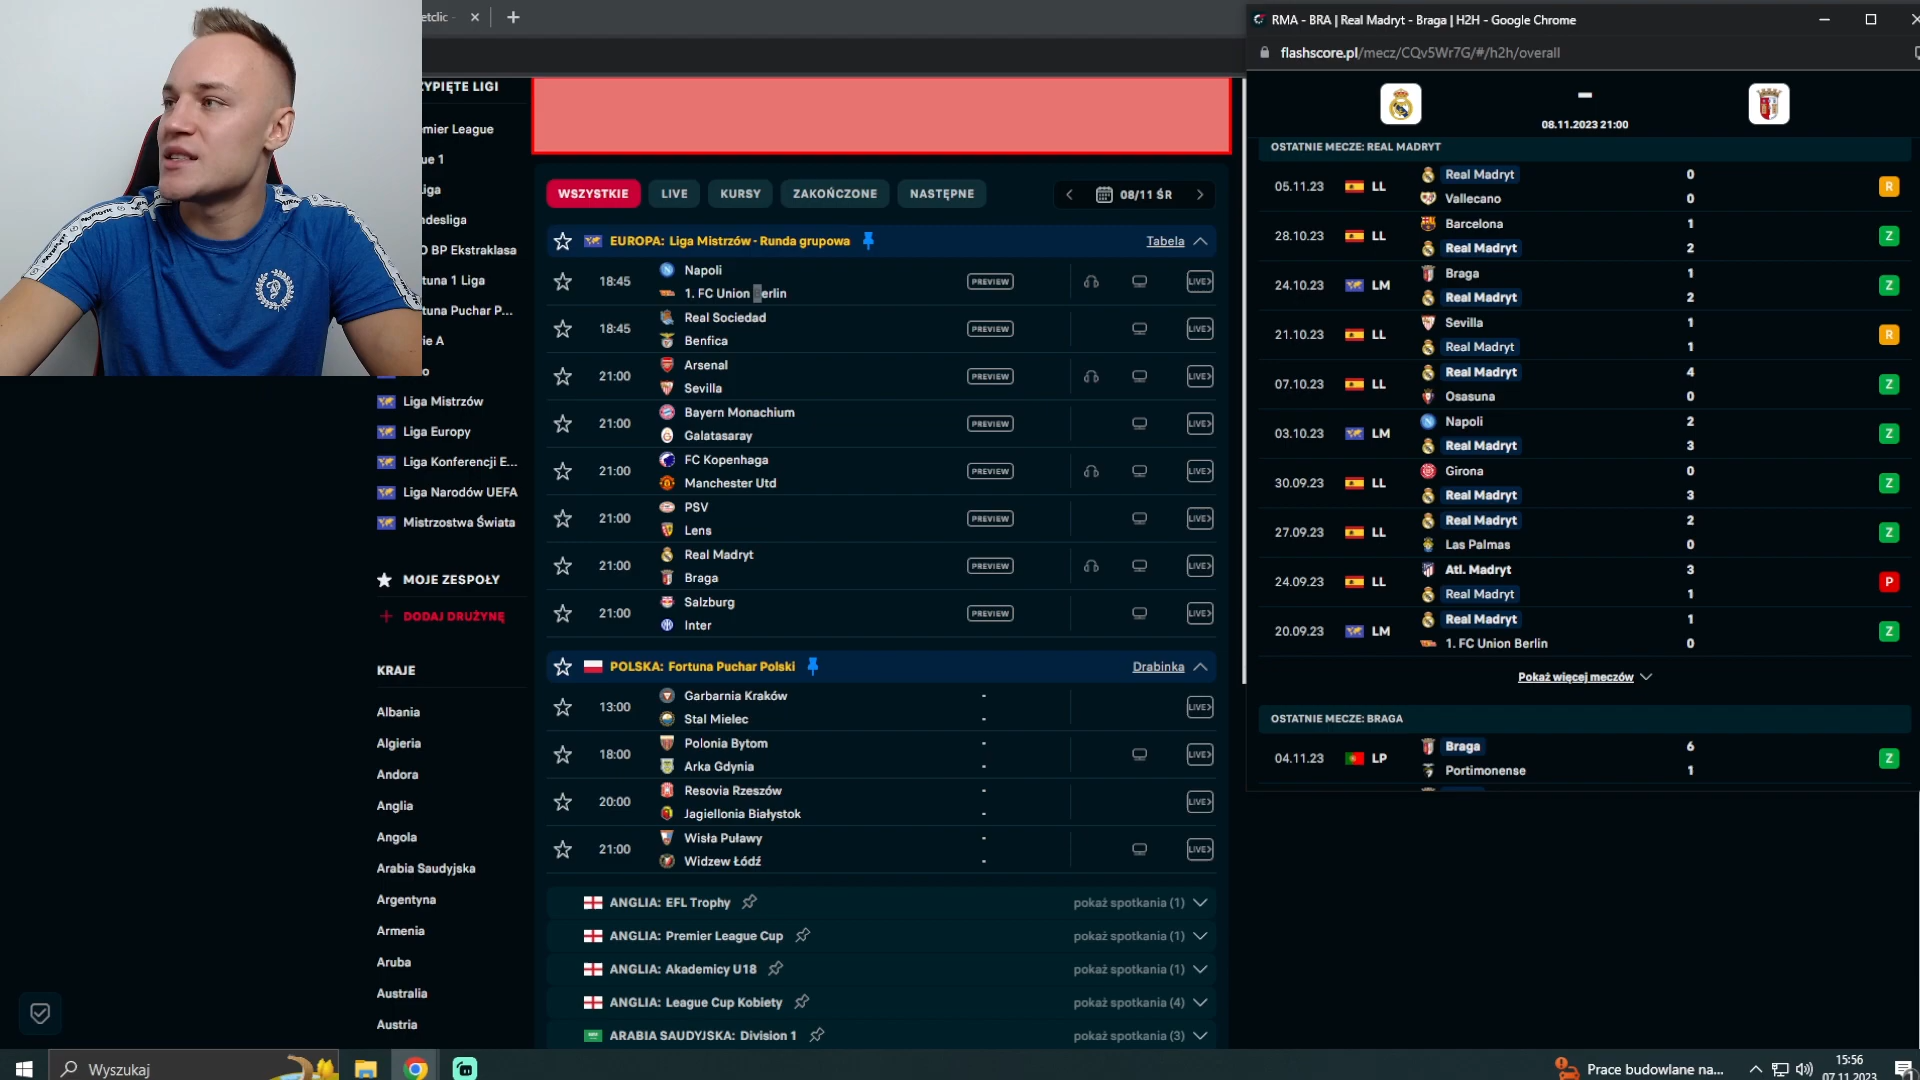 etclic -
RMA - BRA | Real Madryt - Braga | H2H - Google Chrome
flashscore.pl/mecz/CQv5Wr7G/#/h2h/overall
ZYPIĘTE LIGI
mier League
ue 1
iga
ndesliga
O BP Ekstraklasa
tuna 1 Liga
tuna Puchar P...
ie A
o
Liga Mistrzów
Liga Europy
Liga Konferencji E...
Liga Narodów UEFA
Mistrzostwa Świata
MOJE ZESPOŁY
DODAJ DRUŻYNĘ
KRAJE
Albania
Algieria
Andora
Anglia
Angola
Arabia Saudyjska
Argentyna
Armenia
Aruba
Australia
Austria
WSZYSTKIE LIVE KURSY ZAKOŃCZONE NASTĘPNE 08/11 ŚR
EUROPA: Liga Mistrzów - Runda grupowa Tabela
18:45 Napoli PREVIEW LIVE
1. FC Union Berlin
18:45 Real Sociedad PREVIEW LIVE
Benfica
21:00 Arsenal PREVIEW LIVE
Sevilla
21:00 Bayern Monachium PREVIEW LIVE
Galatasaray
21:00 FC Kopenhaga PREVIEW LIVE
Manchester Utd
21:00 PSV PREVIEW LIVE
Lens
21:00 Real Madryt PREVIEW LIVE
Braga
21:00 Salzburg PREVIEW LIVE
Inter
POLSKA: Fortuna Puchar Polski Drabinka
13:00 Garbarnia Kraków - LIVE
Stal Mielec -
18:00 Polonia Bytom - LIVE
Arka Gdynia -
20:00 Resovia Rzeszów - LIVE
Jagiellonia Białystok -
21:00 Wisła Puławy - LIVE
Widzew Łódź -
ANGLIA: EFL Trophy pokaż spotkania (1)
ANGLIA: Premier League Cup pokaż spotkania (1)
ANGLIA: Akademicy U18 pokaż spotkania (1)
ANGLIA: League Cup Kobiety pokaż spotkania (4)
ARABIA SAUDYJSKA: Division 1 pokaż spotkania (3)
-
08.11.2023 21:00
OSTATNIE MECZE: REAL MADRYT
05.11.23 LL Real Madryt 0 R
Vallecano 0
28.10.23 LL Barcelona 1 Z
Real Madryt 2
24.10.23 LM Braga 1 Z
Real Madryt 2
21.10.23 LL Sevilla 1 R
Real Madryt 1
07.10.23 LL Real Madryt 4 Z
Osasuna 0
03.10.23 LM Napoli 2 Z
Real Madryt 3
30.09.23 LL Girona 0 Z
Real Madryt 3
27.09.23 LL Real Madryt 2 Z
Las Palmas 0
24.09.23 LL Atl. Madryt 3 P
Real Madryt 1
20.09.23 LM Real Madryt 1 Z
1. FC Union Berlin 0
Pokaż więcej meczów
OSTATNIE MECZE: BRAGA
04.11.23 LP Braga 6 Z
Portimonense 1
Wyszukaj
Prace budowlane na...
15:56
07.11.2023